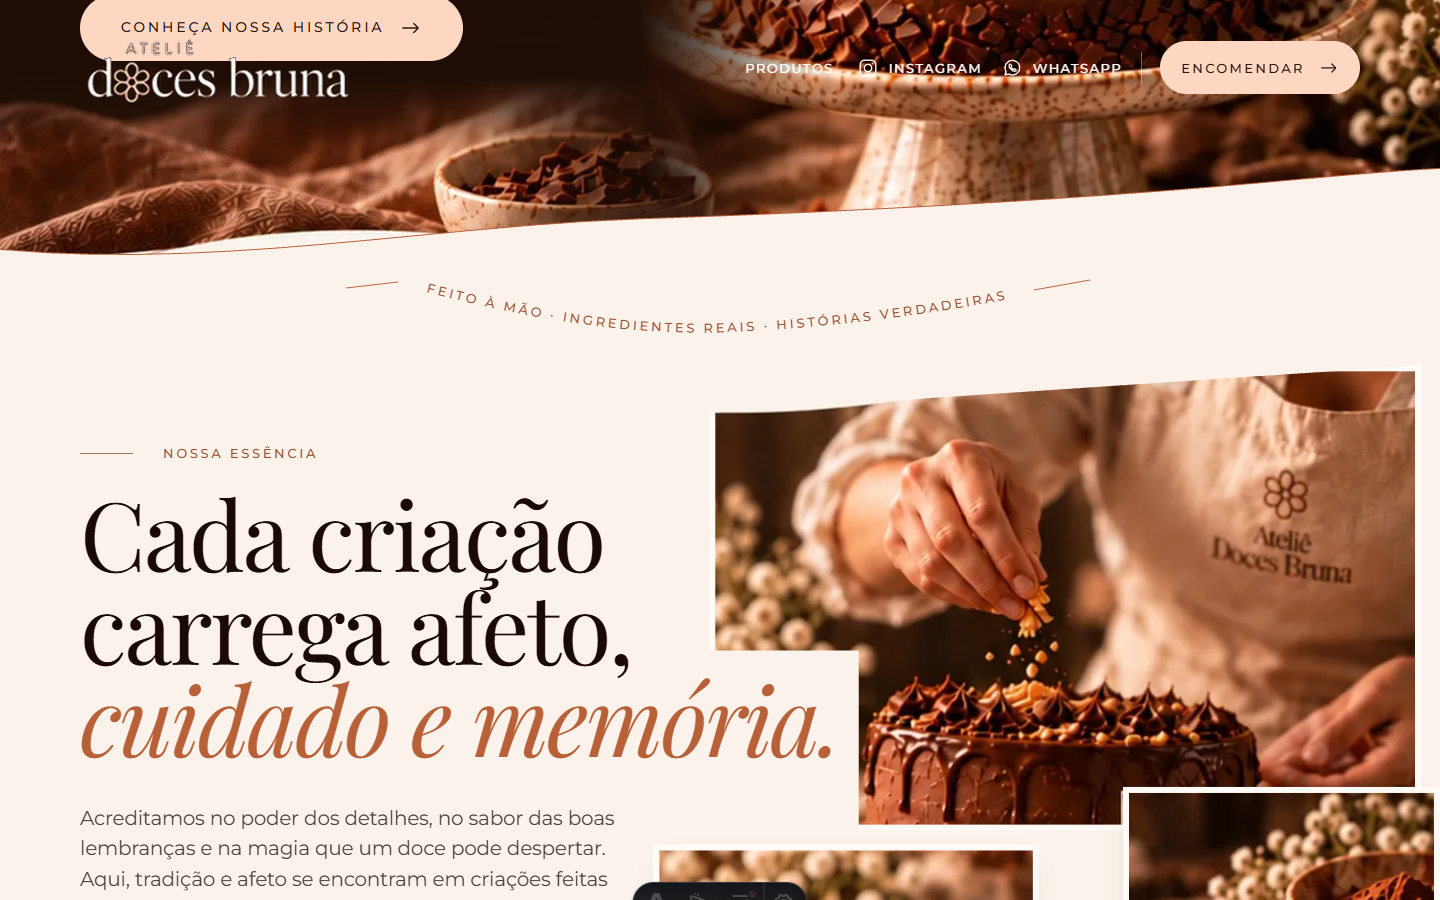 CONHEÇA NOSSA HISTÓRIA
ATELIÊ
doces bruna
PRODUTOS
INSTAGRAM
WHATSAPP
ENCOMENDAR
FEITO À MÃO · INGREDIENTES REAIS · HISTÓRIAS VERDADEIRAS
NOSSA ESSÊNCIA
Cada criação
carrega afeto,
cuidado e memória.
Ateliê
Doces Bruna
Acreditamos no poder dos detalhes, no sabor das boas
lembranças e na magia que um doce pode despertar.
Aqui, tradição e afeto se encontram em criações feitas